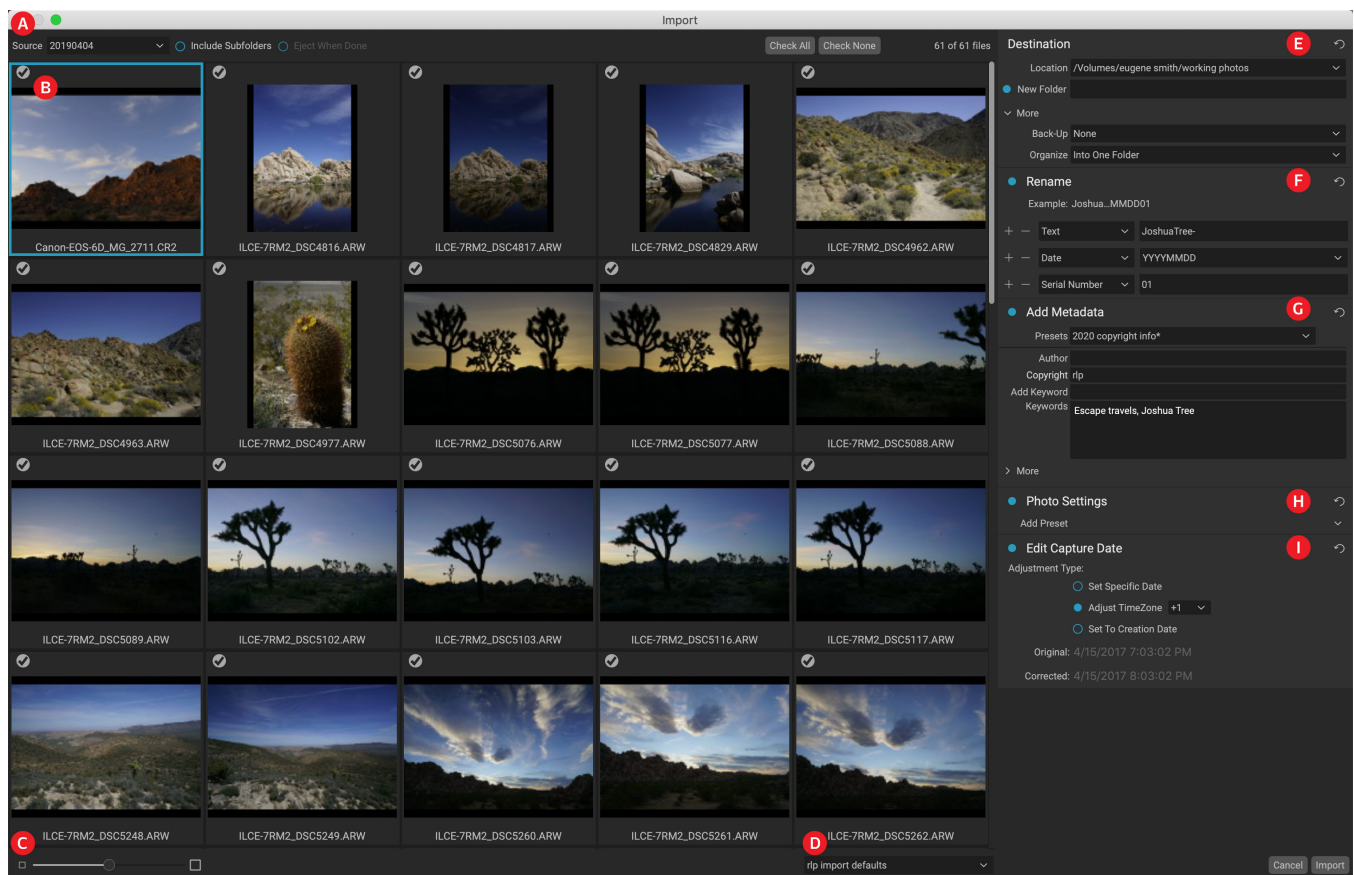 A
Import
Source 20190404 Include Subfolders Eject When Done Check All Check None 61 of 61 files
B
Canon-EOS-6D_MG_2711.CR2 ILCE-7RM2_DSC4816.ARW ILCE-7RM2_DSC4817.ARW ILCE-7RM2_DSC4829.ARW ILCE-7RM2_DSC4962.ARW
ILCE-7RM2_DSC4963.ARW ILCE-7RM2_DSC4977.ARW ILCE-7RM2_DSC5076.ARW ILCE-7RM2_DSC5077.ARW ILCE-7RM2_DSC5088.ARW
ILCE-7RM2_DSC5089.ARW ILCE-7RM2_DSC5102.ARW ILCE-7RM2_DSC5103.ARW ILCE-7RM2_DSC5116.ARW ILCE-7RM2_DSC5117.ARW
ILCE-7RM2_DSC5248.ARW ILCE-7RM2_DSC5249.ARW ILCE-7RM2_DSC5260.ARW ILCE-7RM2_DSC5261.ARW ILCE-7RM2_DSC5262.ARW
C
D
rlp import defaults
Destination E
Location /Volumes/eugene smith/working photos
New Folder
More
Back-Up None
Organize Into One Folder
Rename F
Example: Joshua...MMDD01
+ − Text JoshuaTree-
+ − Date YYYYMMDD
+ − Serial Number 01
Add Metadata G
Presets 2020 copyright info*
Author
Copyright rlp
Add Keyword
Keywords Escape travels, Joshua Tree
More
Photo Settings H
Add Preset
Edit Capture Date I
Adjustment Type:
Set Specific Date
Adjust TimeZone +1
Set To Creation Date
Original: 4/15/2017 7:03:02 PM
Corrected: 4/15/2017 8:03:02 PM
Cancel Import